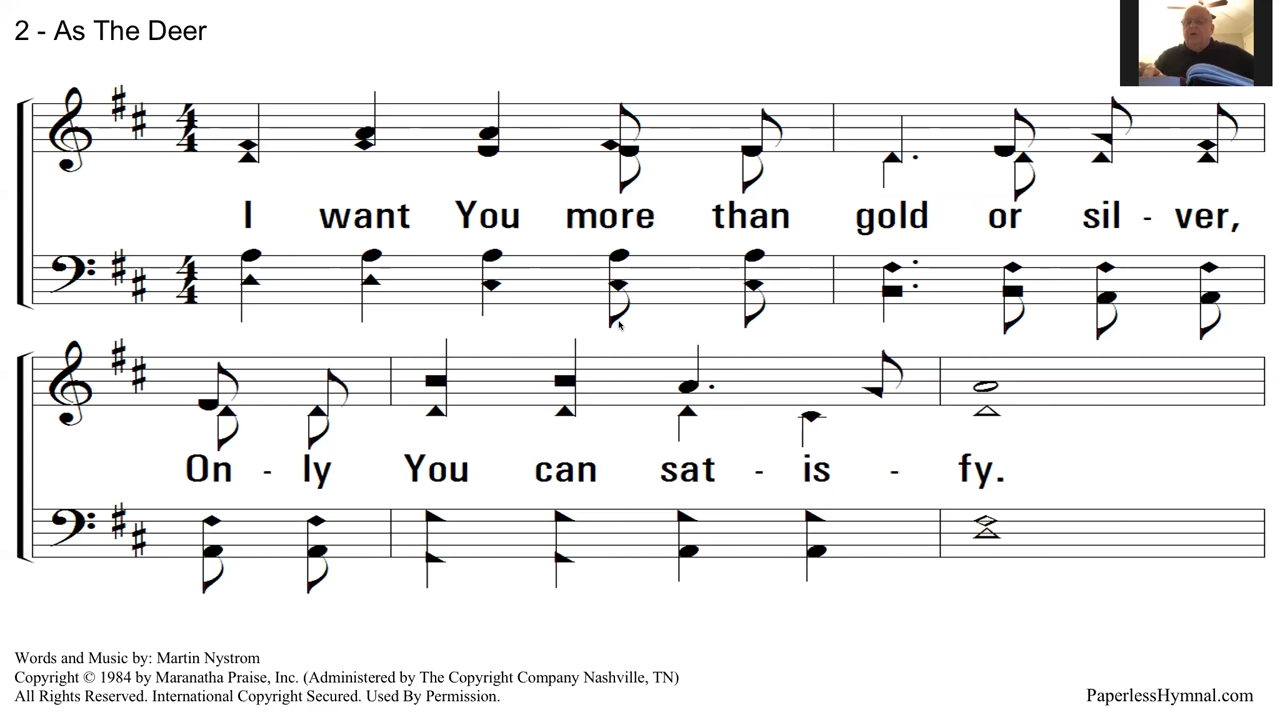 2 - As The Deer
I want You more than gold or sil - ver,
On - ly You can sat - is - fy.
Words and Music by: Martin Nystrom
Copyright © 1984 by Maranatha Praise, Inc. (Administered by The Copyright Company Nashville, TN)
All Rights Reserved. International Copyright Secured. Used By Permission.
PaperlessHymnal.com